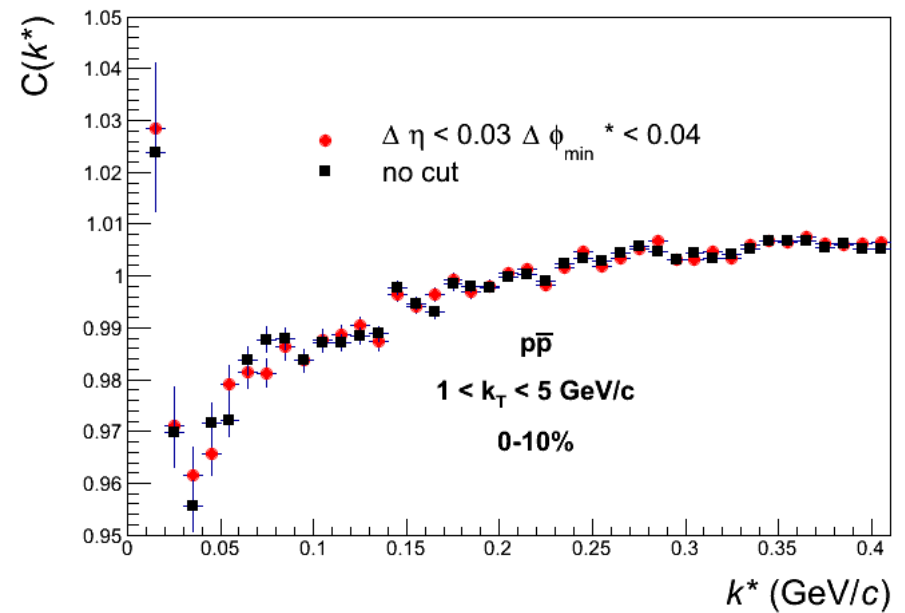 C(k*)
1.05
1.04
1.03
1.02
1.01
1
0.99
0.98
0.97
0.96
0.95
Δ η < 0.03 Δ ϕmin * < 0.04
no cut
pp̅
1 < kT < 5 GeV/c
0-10%
0 0.05 0.1 0.15 0.2 0.25 0.3 0.35 0.4
k* (GeV/c)